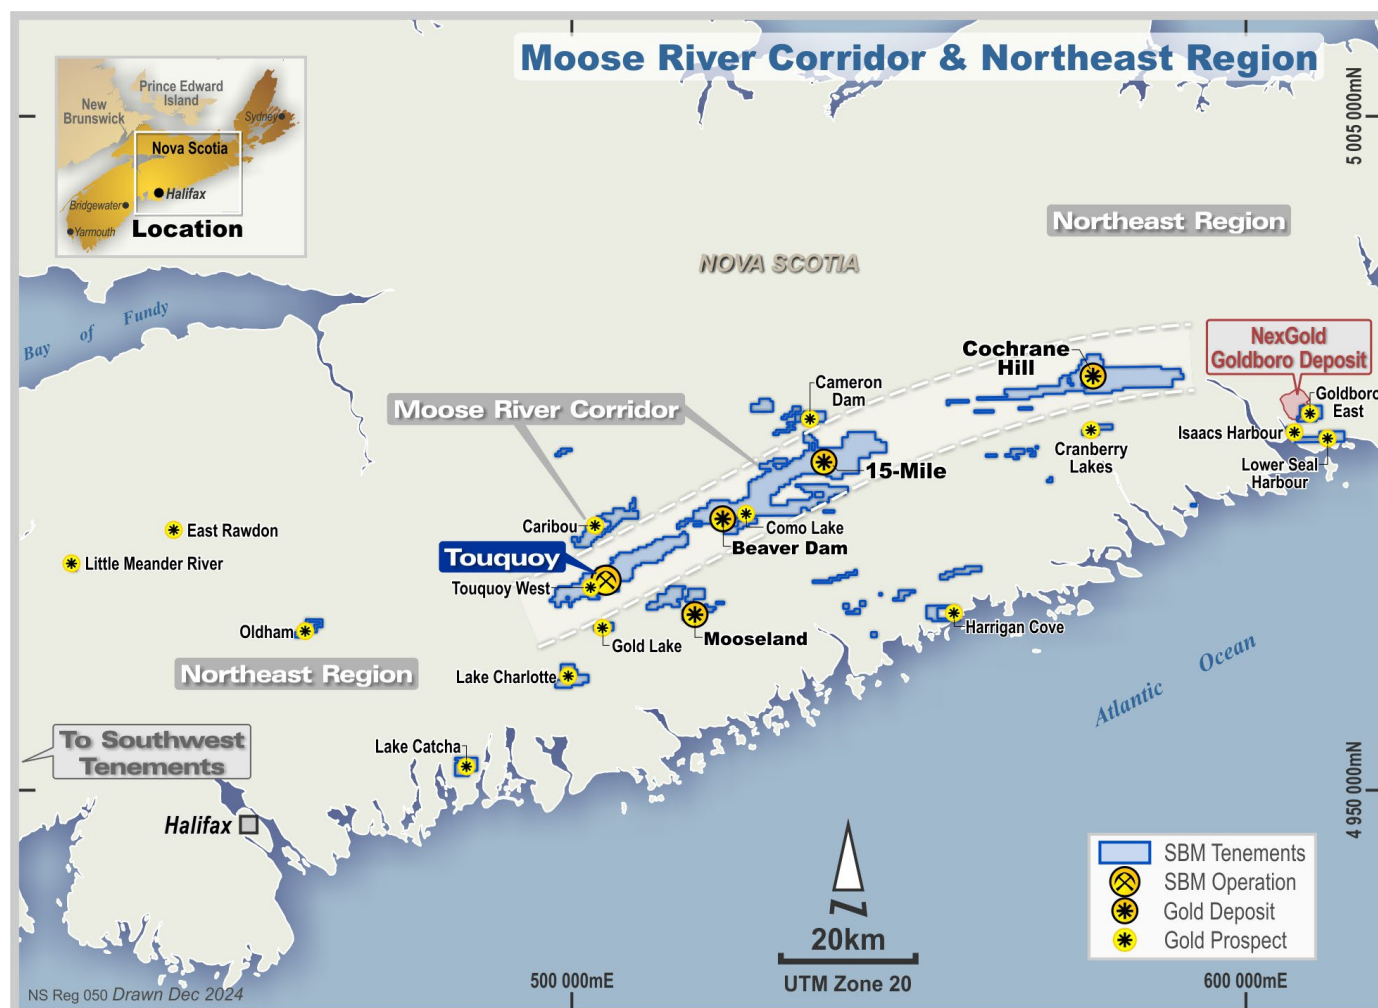 Moose River Corridor & Northeast Region
5 005 000mN
Prince Edward
Island
New
Brunswick
Sydney
Nova Scotia
Halifax
Bridgewater
Yarmouth
Location
Northeast Region
NOVA SCOTIA
Bay of Fundy
NexGold
Goldboro Deposit
Cochrane
Hill
Cameron
Dam
Goldboro
East
Moose River Corridor
Isaacs Harbour
Cranberry
Lakes
Lower Seal
Harbour
15-Mile
Caribou
Como Lake
East Rawdon
Beaver Dam
Touquoy
Little Meander River
Touquoy West
Oldham
Gold Lake
Mooseland
Harrigan Cove
Northeast Region
Lake Charlotte
Atlantic Ocean
To Southwest
Tenements
Lake Catcha
4 950 000mN
Halifax
SBM Tenements
SBM Operation
Gold Deposit
Gold Prospect
N
20km
UTM Zone 20
500 000mE
600 000mE
NS Reg 050 Drawn Dec 2024